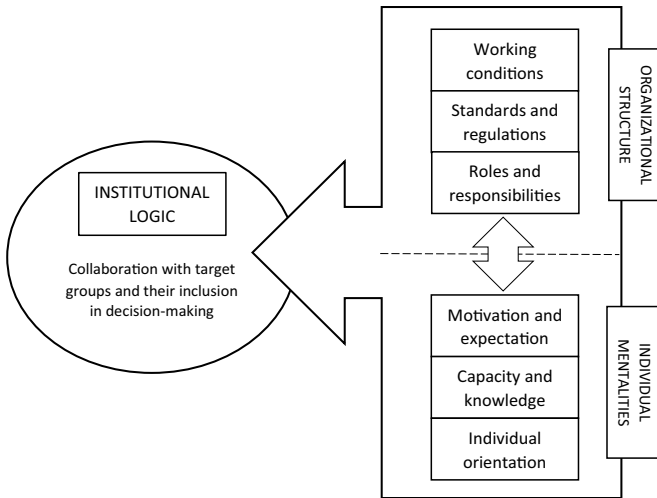 INSTITUTIONAL
LOGIC
Collaboration with target
groups and their inclusion
in decision-making
Working
conditions
Standards and
regulations
Roles and
responsibilities
ORGANIZATIONAL
STRUCTURE
Motivation and
expectation
Capacity and
knowledge
Individual
orientation
INDIVIDUAL
MENTALITIES